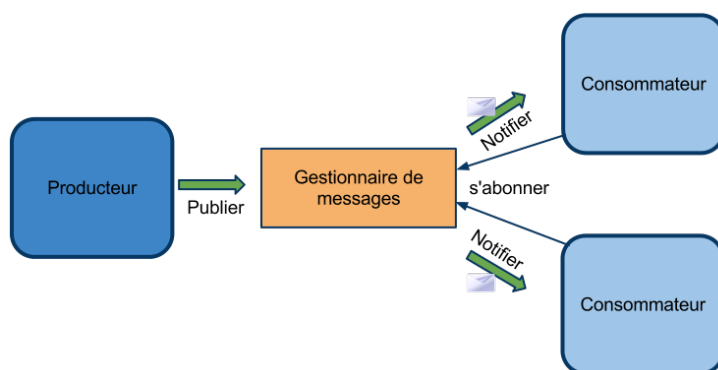 Producteur
Publier
Gestionnaire de
messages
Notifier
s'abonner
Notifier
Consommateur
Consommateur